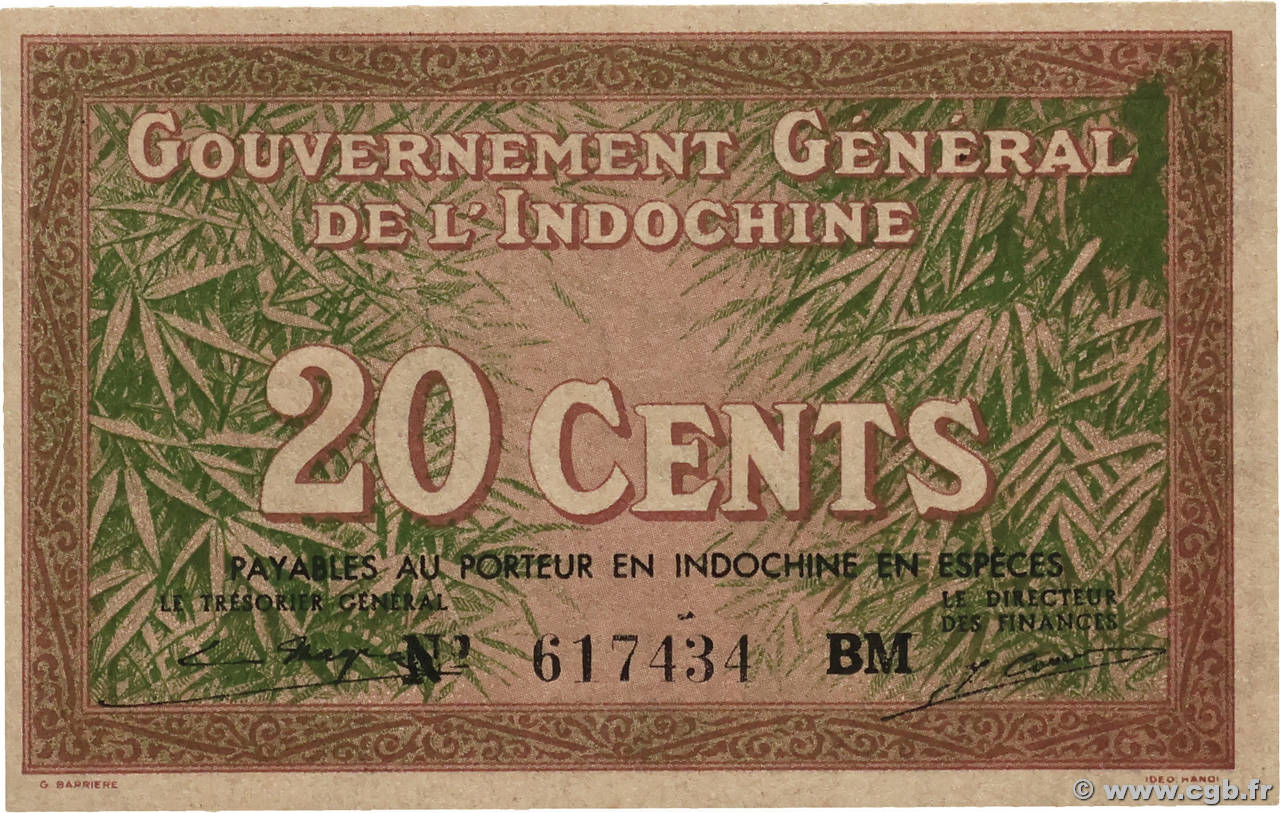 GOUVERNEMENT GÉNÉRAL
DE L'INDOCHINE
20 CENTS
PAYABLES AU PORTEUR EN INDOCHINE EN ESPÈCES
LE TRÉSORIER GÉNÉRAL
LE DIRECTEUR
DES FINANCES
Nº 617434 BM
G. BARRIERE
IDEO HANOI
© www.cgb.fr